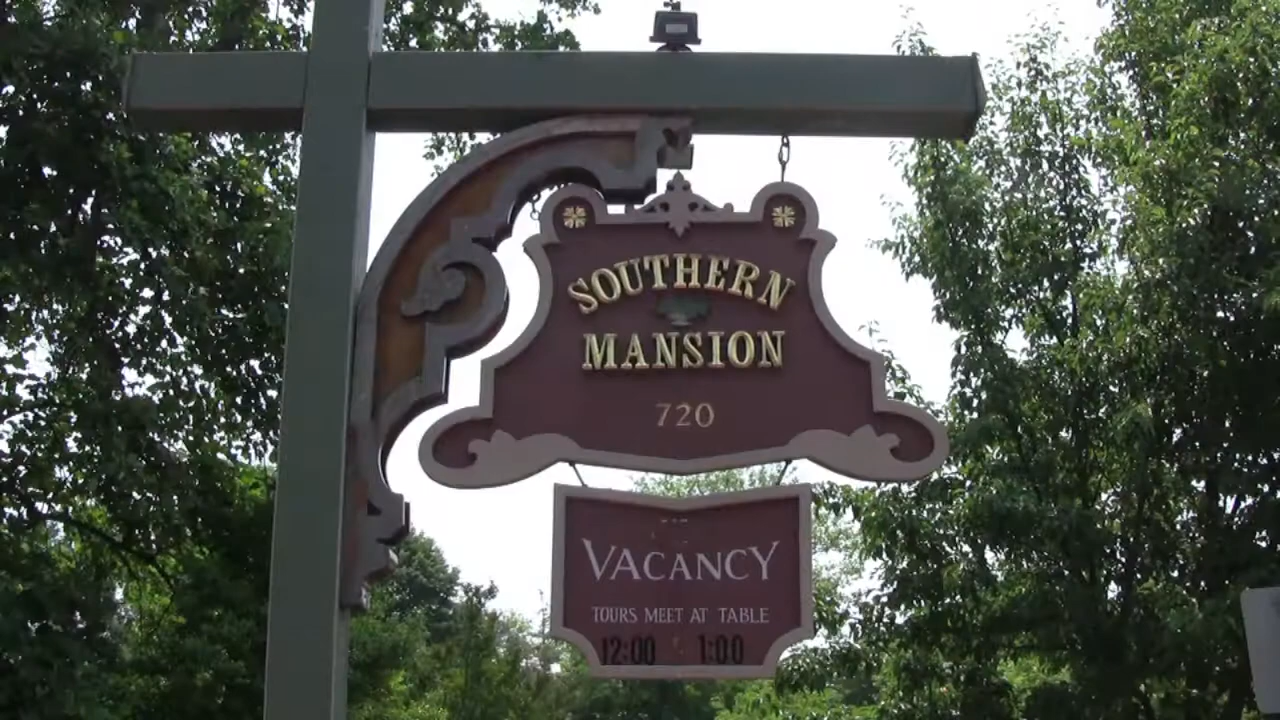 SOUTHERN
MANSION
720
VACANCY
TOURS MEET AT TABLE
12:00 1:00